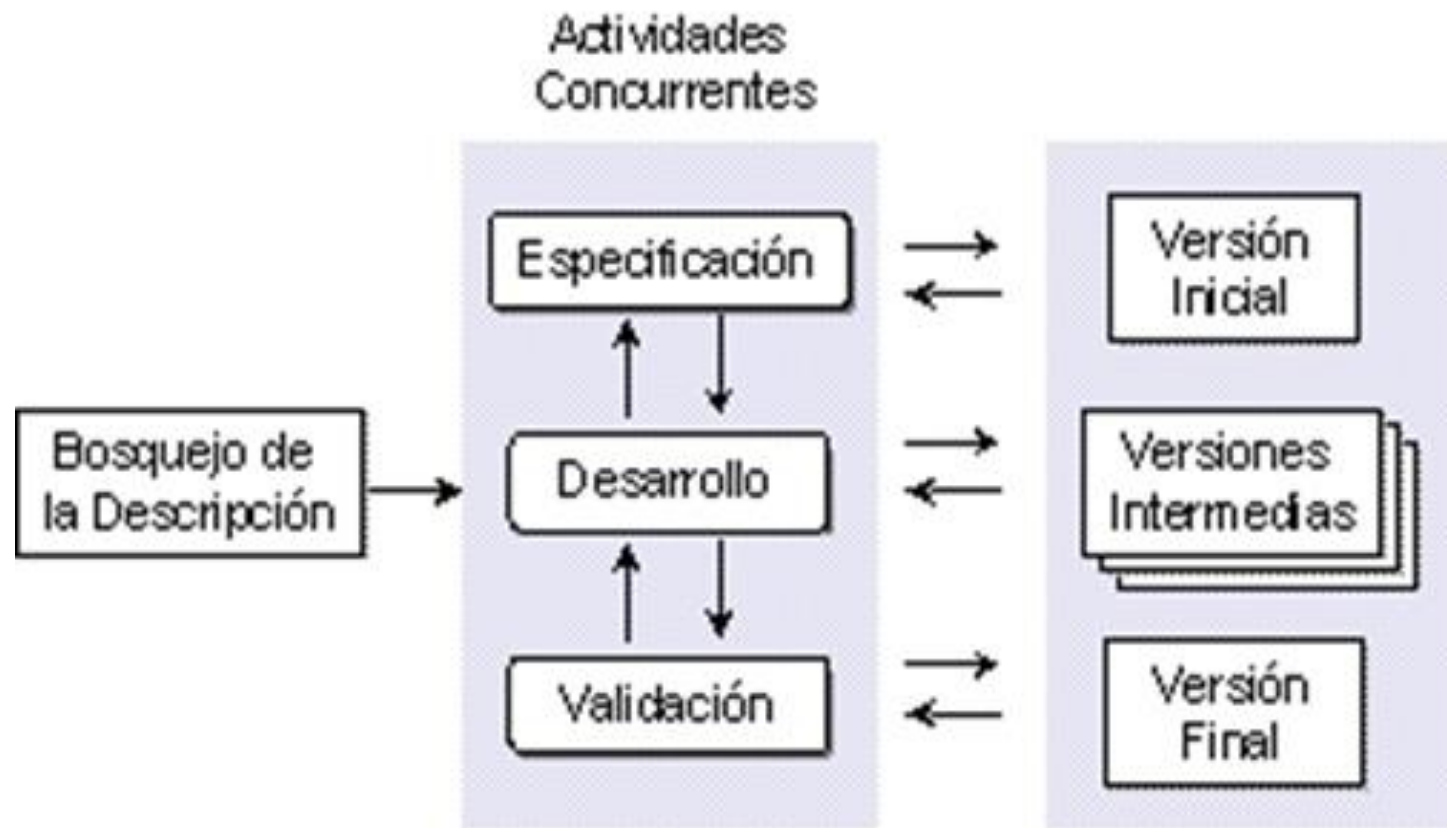 Actividades
Concurrentes
Especificación
Versión
Inicial
Bosquejo de
la Descripción
Desarrollo
Versiones
Intermedias
Validación
Versión
Final